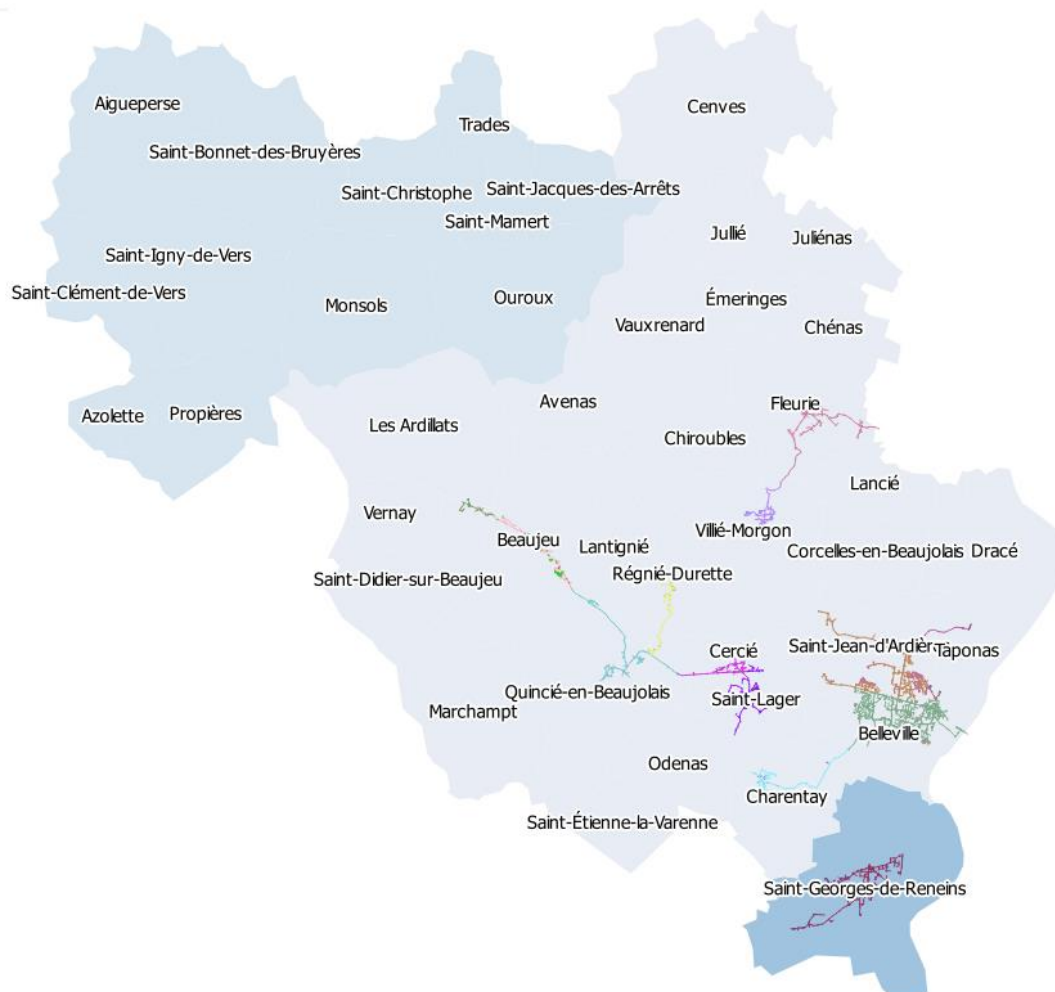 Aigueperse
Cenves
Trades
Saint-Bonnet-des-Bruyères
Saint-Christophe
Saint-Jacques-des-Arrêts
Saint-Mamert
Jullié
Juliénas
Saint-Igny-de-Vers
Saint-Clément-de-Vers
Monsols
Ouroux
Émeringes
Vauxrenard
Chénas
Avenas
Fleurie
Azolette
Propières
Les Ardillats
Chiroubles
Lancié
Vernay
Villié-Morgon
Beaujeu
Lantignié
Corcelles-en-Beaujolais
Dracé
Saint-Didier-sur-Beaujeu
Régnié-Durette
Cercié
Saint-Jean-d'Ardièr
Taponas
Quincié-en-Beaujolais
Saint-Lager
Marchampt
Belleville
Odenas
Charentay
Saint-Étienne-la-Varenne
Saint-Georges-de-Reneins